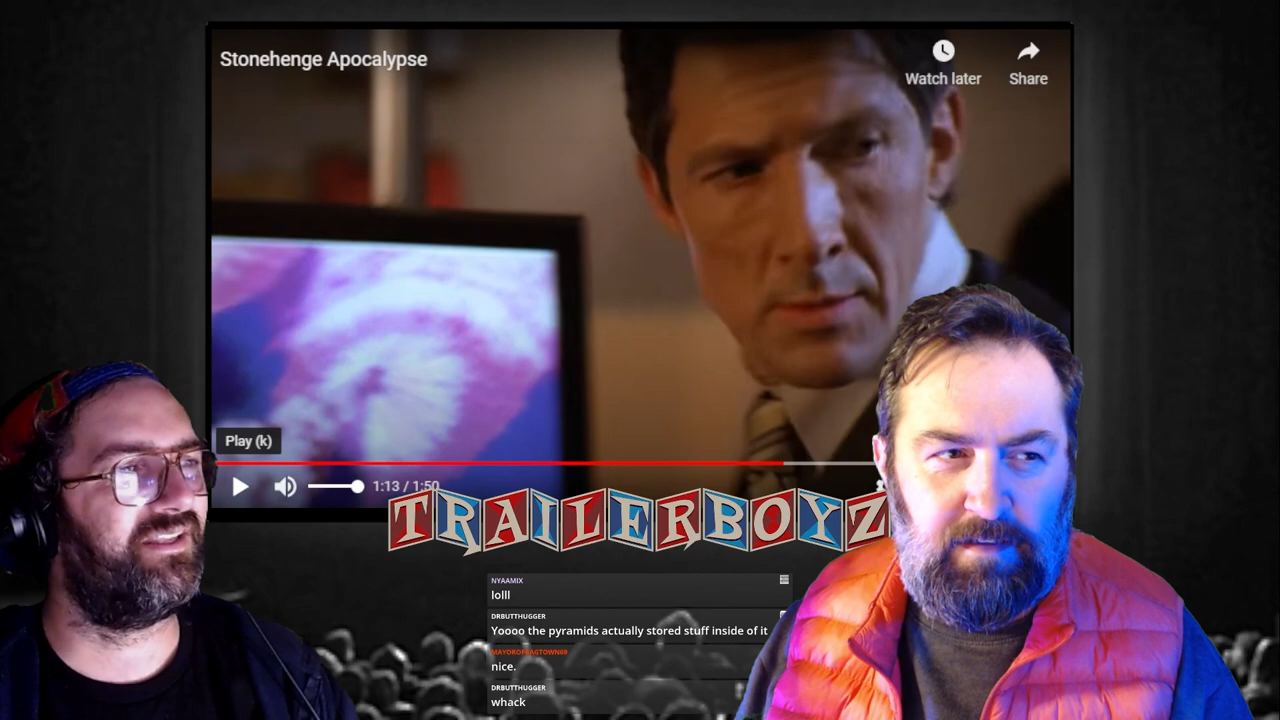 Stonehenge Apocalypse
Watch later
Share
Play (k)
1:13 / 1:50
TRAILERBOYZ
NYAAMIX
lolll
DRBUTTHUGGER
Yoooo the pyramids actually stored stuff inside of it
nice.
DRBUTTHUGGER
whack